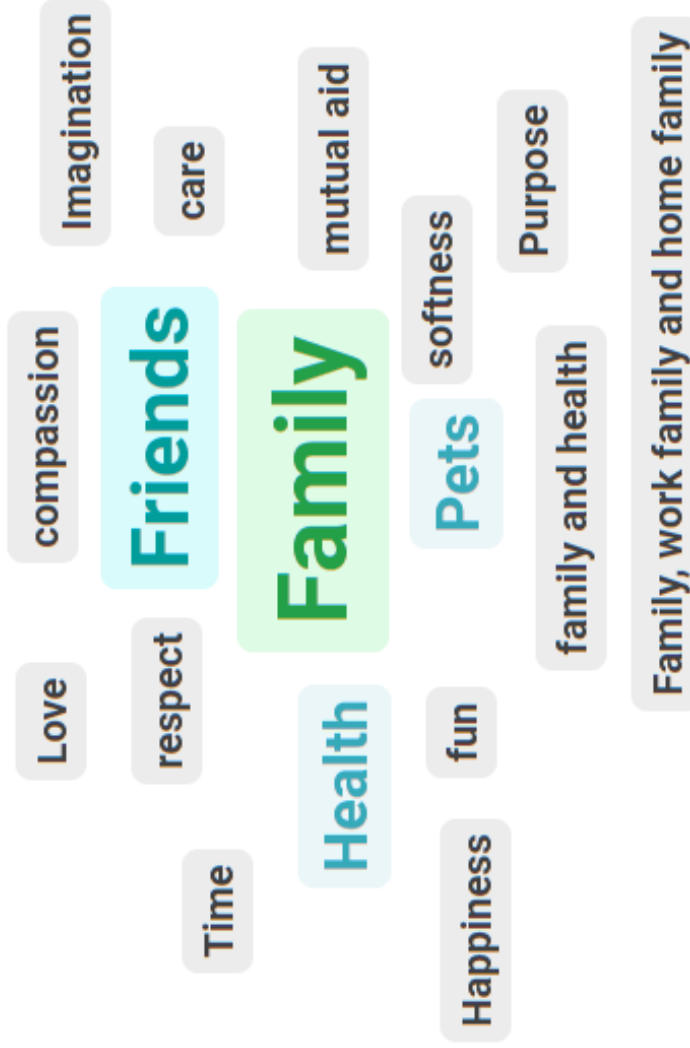 compassion
Love
Imagination
Friends
respect
care
Time
Family
mutual aid
Health
softness
Pets
fun
Happiness
Purpose
family and health
Family, work family and home family